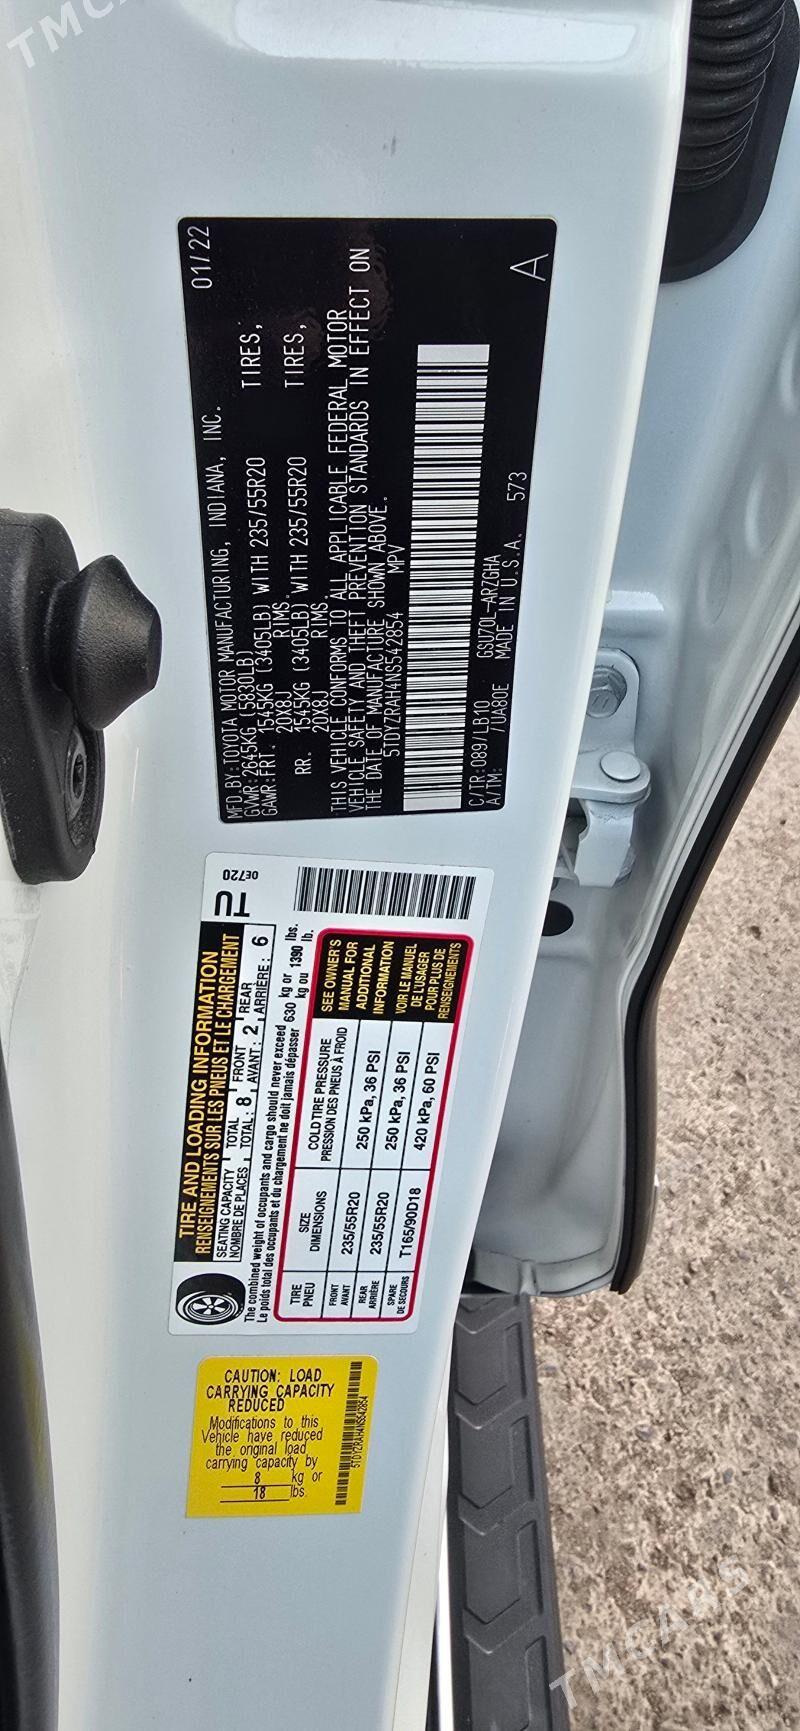 TMCARS
01/22
MFD BY:TOYOTA MOTOR MANUFACTURING, INDIANA, INC.
GVWR:2645KG (5830LB)
GAWR:FRT. 1545KG (3405LB) WITH 235/55R20 TIRES,
20X8J RIMS.
RR. 1545KG (3405LB) WITH 235/55R20 TIRES,
20X8J RIMS
THIS VEHICLE CONFORMS TO ALL APPLICABLE FEDERAL MOTOR
VEHICLE SAFETY AND THEFT PREVENTION STANDARDS IN EFFECT ON
THE DATE OF MANUFACTURE SHOWN ABOVE.
5TDYZRAH4NS542854 MPV
C/TR:089/LB10 GSU70L-ARZGHA
A/TM: /UA80E MADE IN U.S.A. 573
A
0E720
TIRE AND LOADING INFORMATION
RENSEIGNEMENTS SUR LES PNEUS ET LE CHARGEMENT
SEATING CAPACITY TOTAL FRONT REAR
NOMBRE DE PLACES TOTAL: 8 AVANT: 2 ARRIÈRE: 6
The combined weight of occupants and cargo should never exceed 630 kg or 1390 lbs.
Le poids total des occupants et du chargement ne doit jamais dépasser kg ou lb.
TIRE SIZE COLD TIRE PRESSURE
PNEU DIMENSIONS PRESSION DES PNEUS À FROID
FRONT
AVANT 235/55R20 250 kPa, 36 PSI
REAR
ARRIÈRE 235/55R20 250 kPa, 36 PSI
SPARE
DE SECOURS T165/90D18 420 kPa, 60 PSI
SEE OWNER'S
MANUAL FOR
ADDITIONAL
INFORMATION
VOIR LE MANUEL
DE L'USAGER
POUR PLUS DE
RENSEIGNEMENTS
CAUTION: LOAD
CARRYING CAPACITY
REDUCED
Modifications to this
Vehicle have reduced
the original load
carrying capacity by
8 kg or
18 lbs.
5TDYZRAH4NS542854
TMCARS